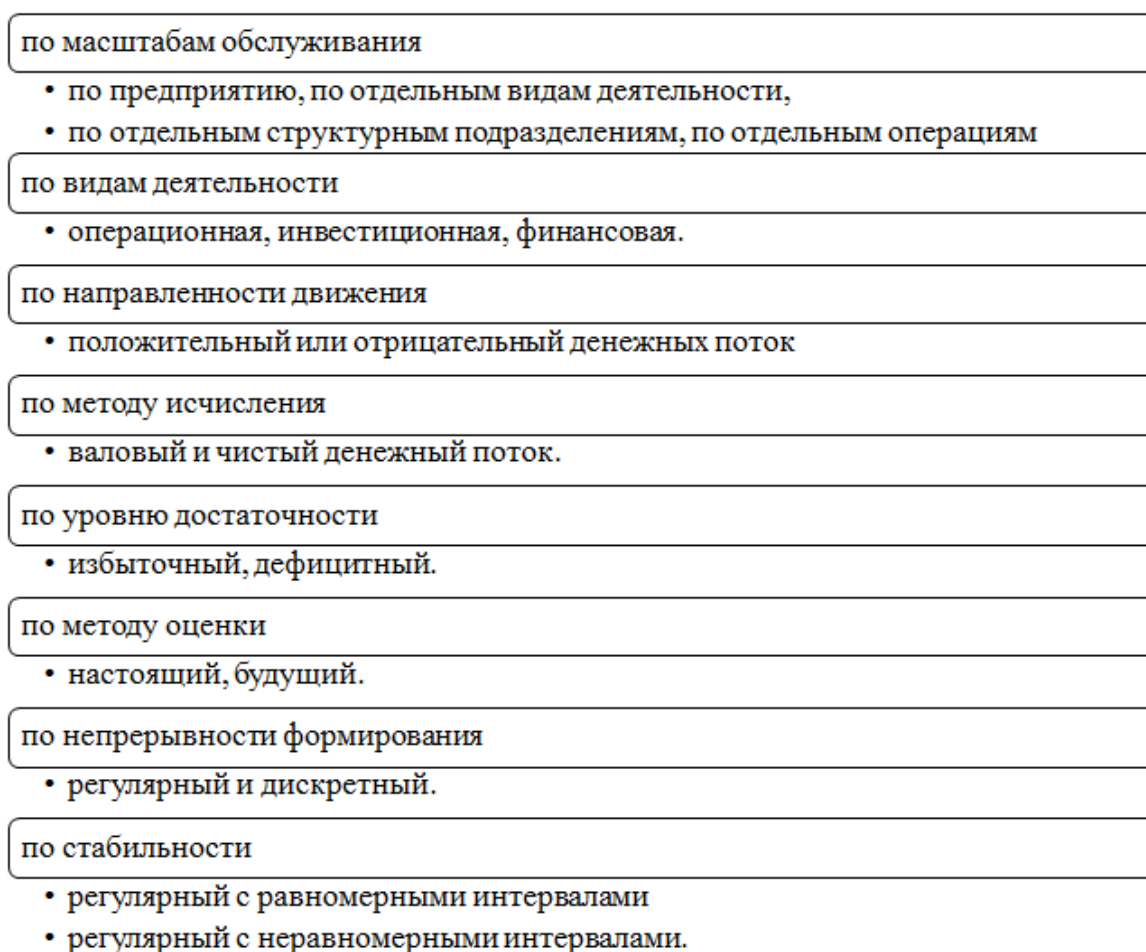 по масштабам обслуживания
• по предприятию, по отдельным видам деятельности,
• по отдельным структурным подразделениям, по отдельным операциям
по видам деятельности
• операционная, инвестиционная, финансовая.
по направленности движения
• положительный или отрицательный денежных поток
по методу исчисления
• валовый и чистый денежный поток.
по уровню достаточности
• избыточный, дефицитный.
по методу оценки
• настоящий, будущий.
по непрерывности формирования
• регулярный и дискретный.
по стабильности
• регулярный с равномерными интервалами
• регулярный с неравномерными интервалами.